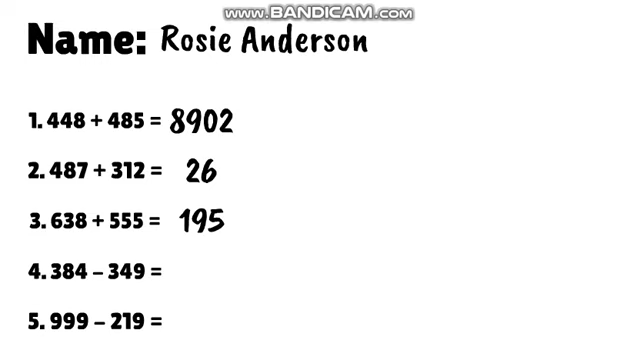 www.BANDICAM.com
Name: Rosie Anderson
1. 448 + 485 = 8902
2. 487 + 312 = 26
3. 638 + 555 = 195
4. 384 – 349 =
5. 999 – 219 =